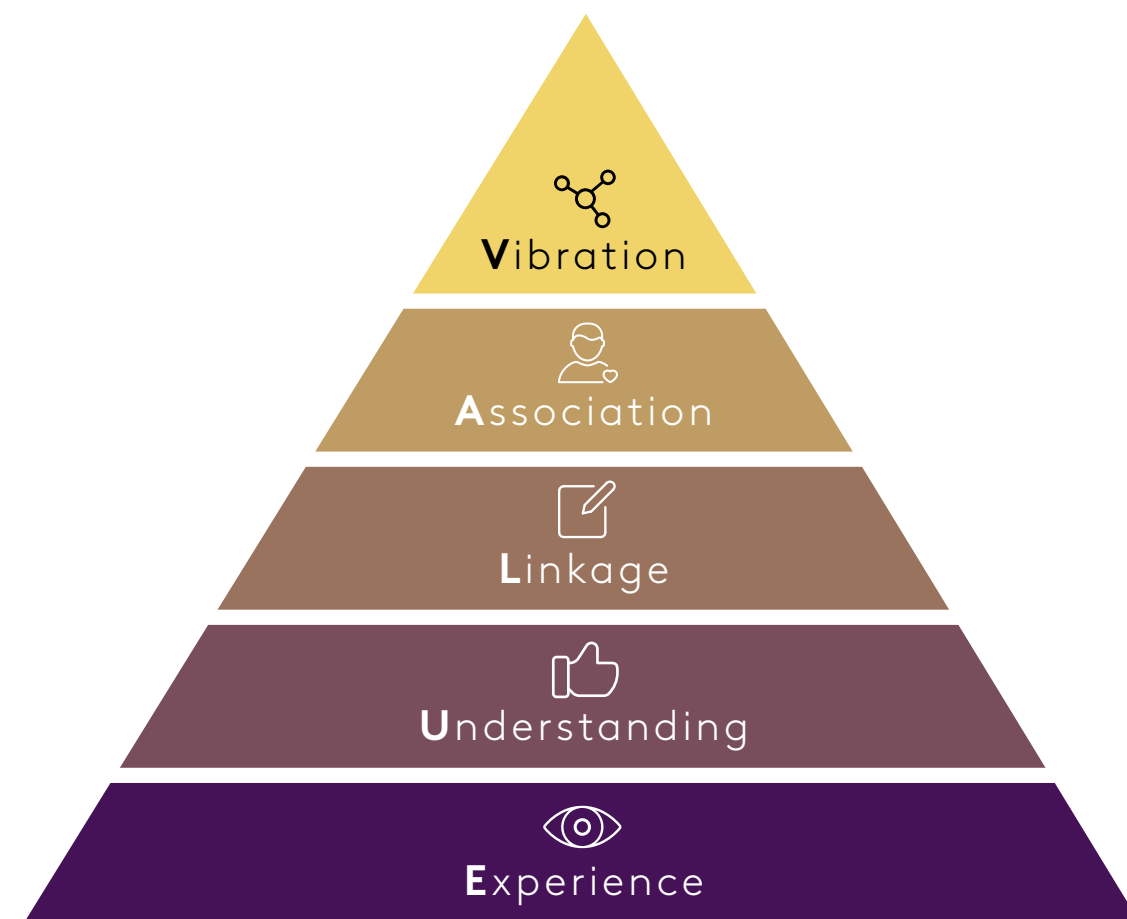 Vibration
Association
Linkage
Understanding
Experience